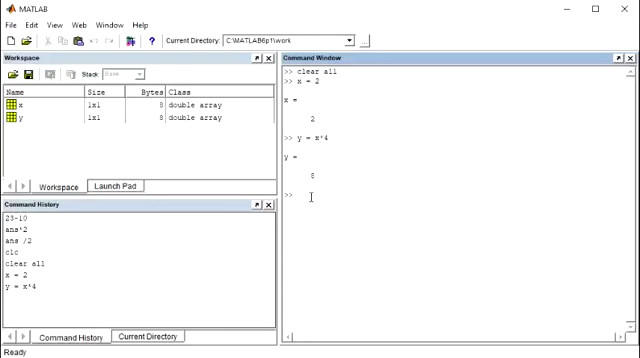 MATLAB
File Edit View Web Window Help
? Current Directory: C:\MATLAB6p1\work ...
Workspace
Stack: Base
Name Size Bytes Class
x 1x1 8 double array
y 1x1 8 double array
Workspace Launch Pad
Command History
23-10
ans*2
ans /2
clc
clear all
x = 2
y = x*4
Command History Current Directory
Command Window
>> clear all
>> x = 2
x =
2
>> y = x*4
y =
8
>>
Ready